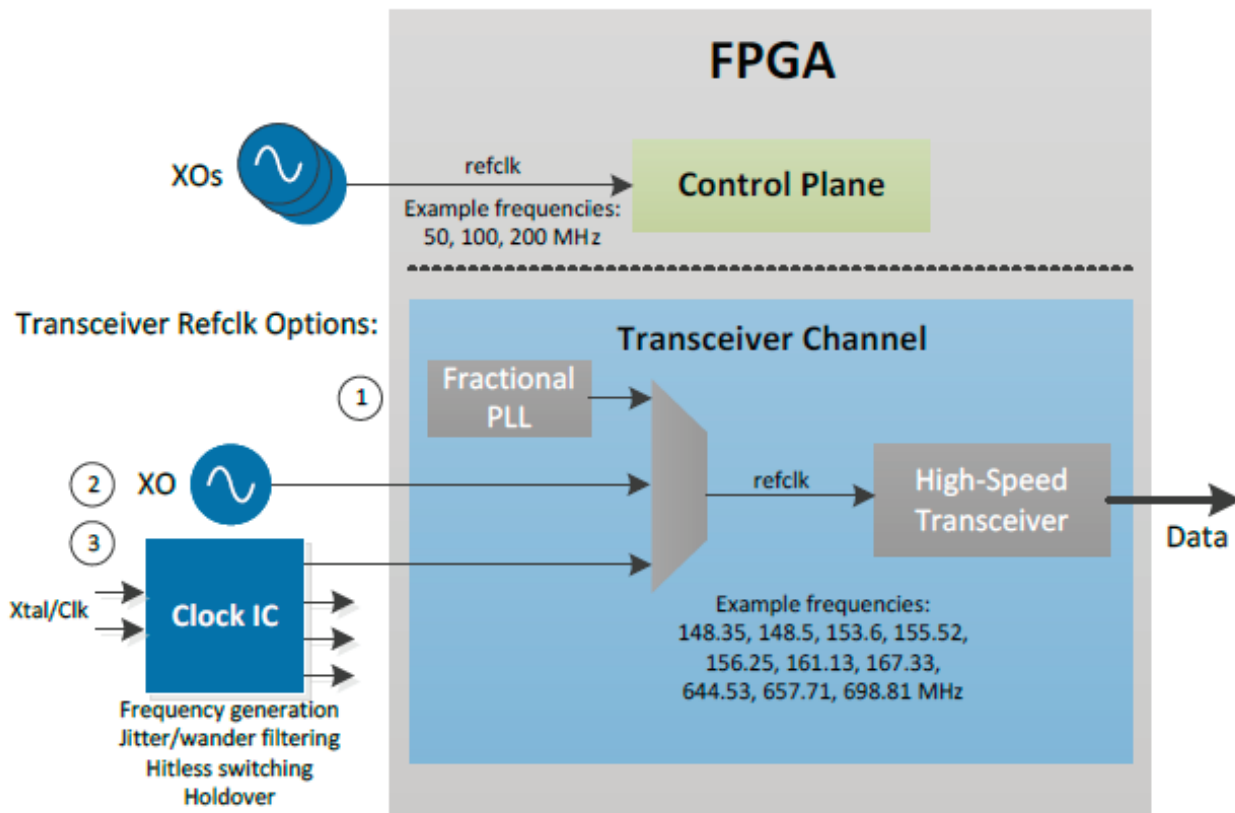 FPGA
XOs
refclk
Control Plane
Example frequencies:
50, 100, 200 MHz
Transceiver Refclk Options:
Transceiver Channel
1
Fractional
PLL
2
XO
refclk
High-Speed
Transceiver
Data
3
Xtal/Clk
Clock IC
Example frequencies:
148.35, 148.5, 153.6, 155.52,
156.25, 161.13, 167.33,
644.53, 657.71, 698.81 MHz
Frequency generation
Jitter/wander filtering
Hitless switching
Holdover